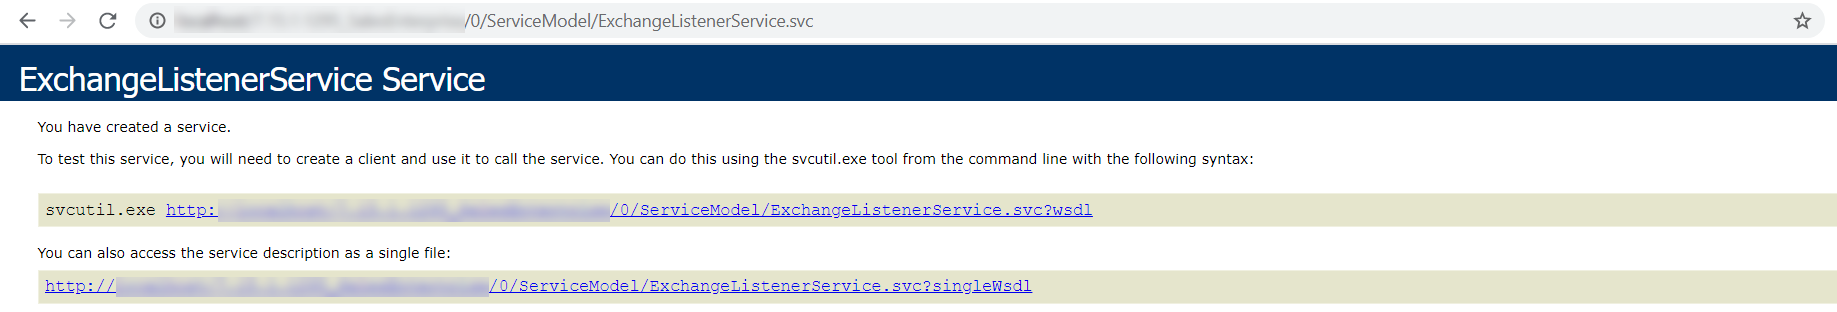 /0/ServiceModel/ExchangeListenerService.svc
ExchangeListenerService Service
You have created a service.
To test this service, you will need to create a client and use it to call the service. You can do this using the svcutil.exe tool from the command line with the following syntax:
svcutil.exe http: /0/ServiceModel/ExchangeListenerService.svc?wsdl
You can also access the service description as a single file:
http:// /0/ServiceModel/ExchangeListenerService.svc?singleWsdl